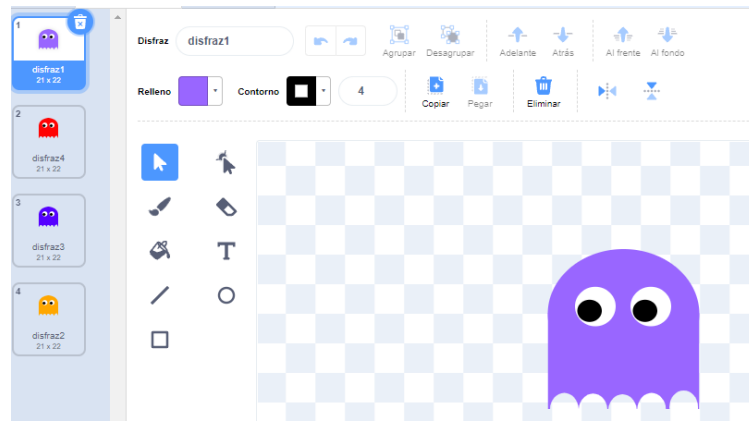 1
disfraz1
21 x 22
2
disfraz4
21 x 22
3
disfraz3
21 x 22
4
disfraz2
21 x 22
Disfraz disfraz1
Agrupar Desagrupar Adelante Atrás Al frente Al fondo
Relleno Contorno 4
Copiar Pegar Eliminar
T